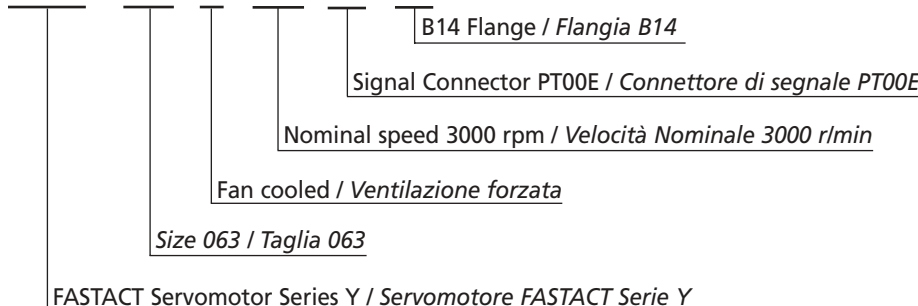 B14 Flange / Flangia B14
Signal Connector PT00E / Connettore di segnale PT00E
Nominal speed 3000 rpm / Velocità Nominale 3000 r/min
Fan cooled / Ventilazione forzata
Size 063 / Taglia 063
FASTACT Servomotor Series Y / Servomotore FASTACT Serie Y